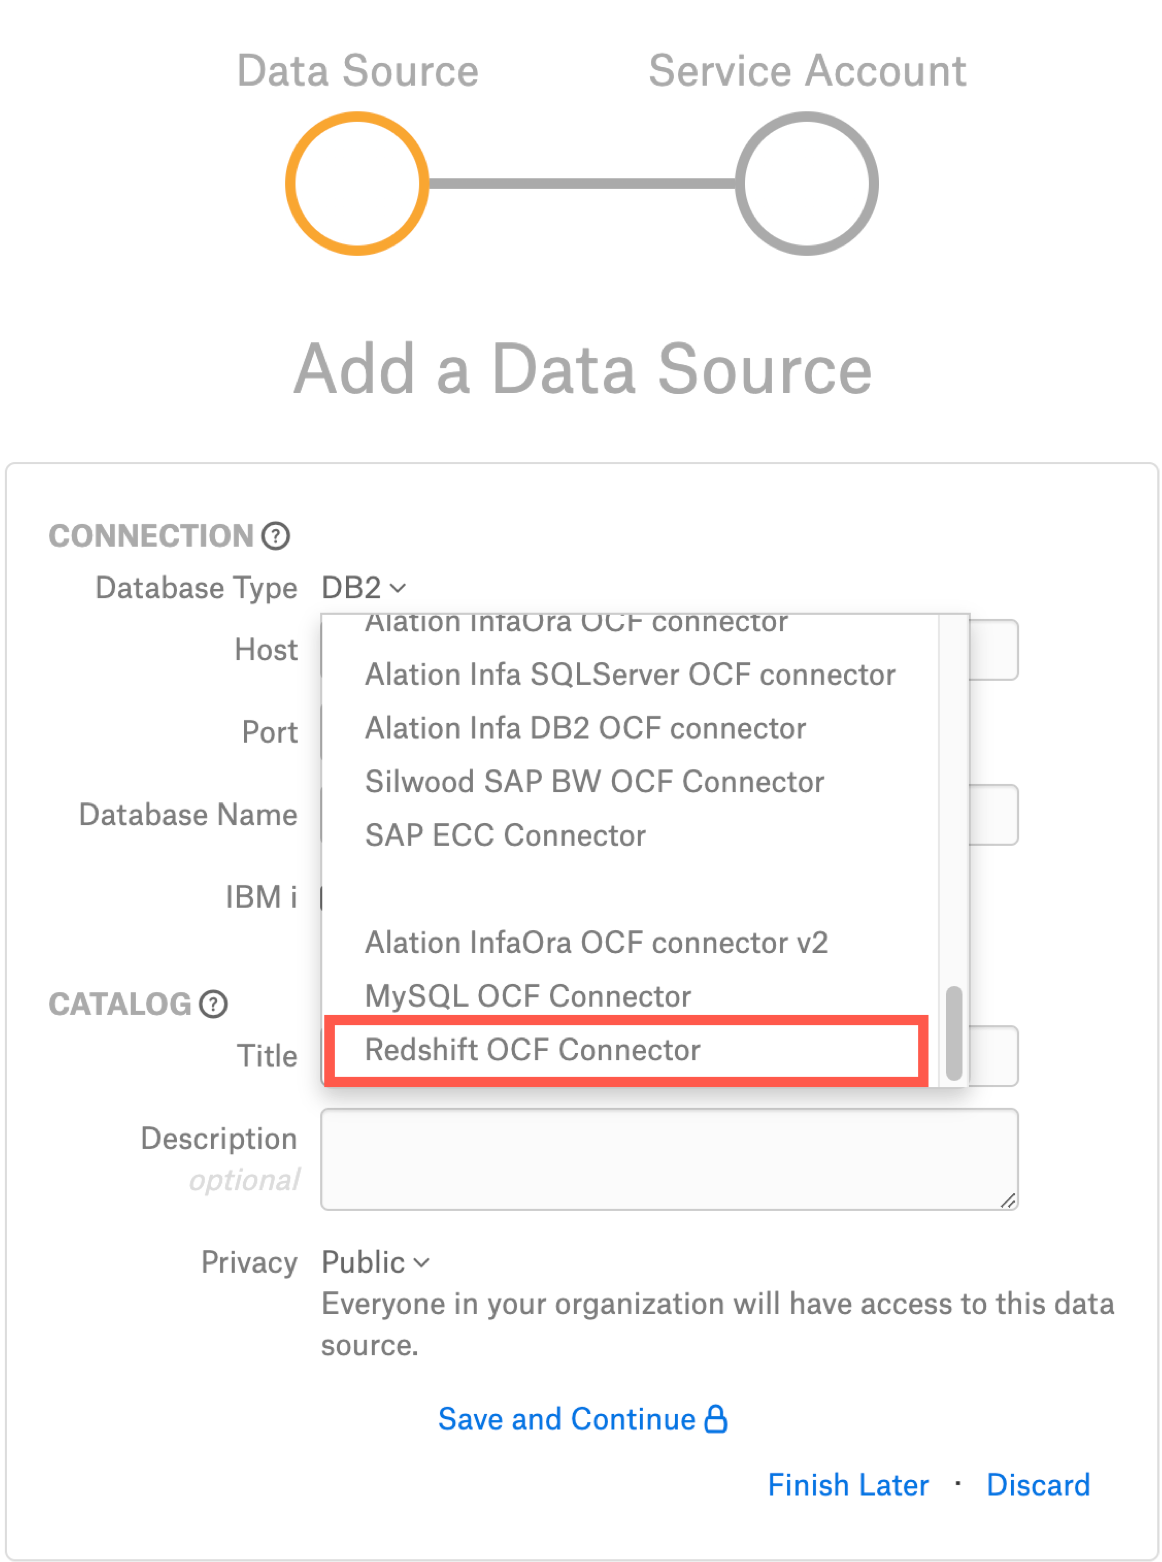 Data Source
Service Account
Add a Data Source
CONNECTION ?
Database Type DB2
Host
Alation InfaOra OCF connector
Alation Infa SQLServer OCF connector
Port
Alation Infa DB2 OCF connector
Silwood SAP BW OCF Connector
Database Name
SAP ECC Connector
IBM i
Alation InfaOra OCF connector v2
MySQL OCF Connector
CATALOG ?
Title
Redshift OCF Connector
Description
optional
Privacy Public
Everyone in your organization will have access to this data
source.
Save and Continue
Finish Later · Discard